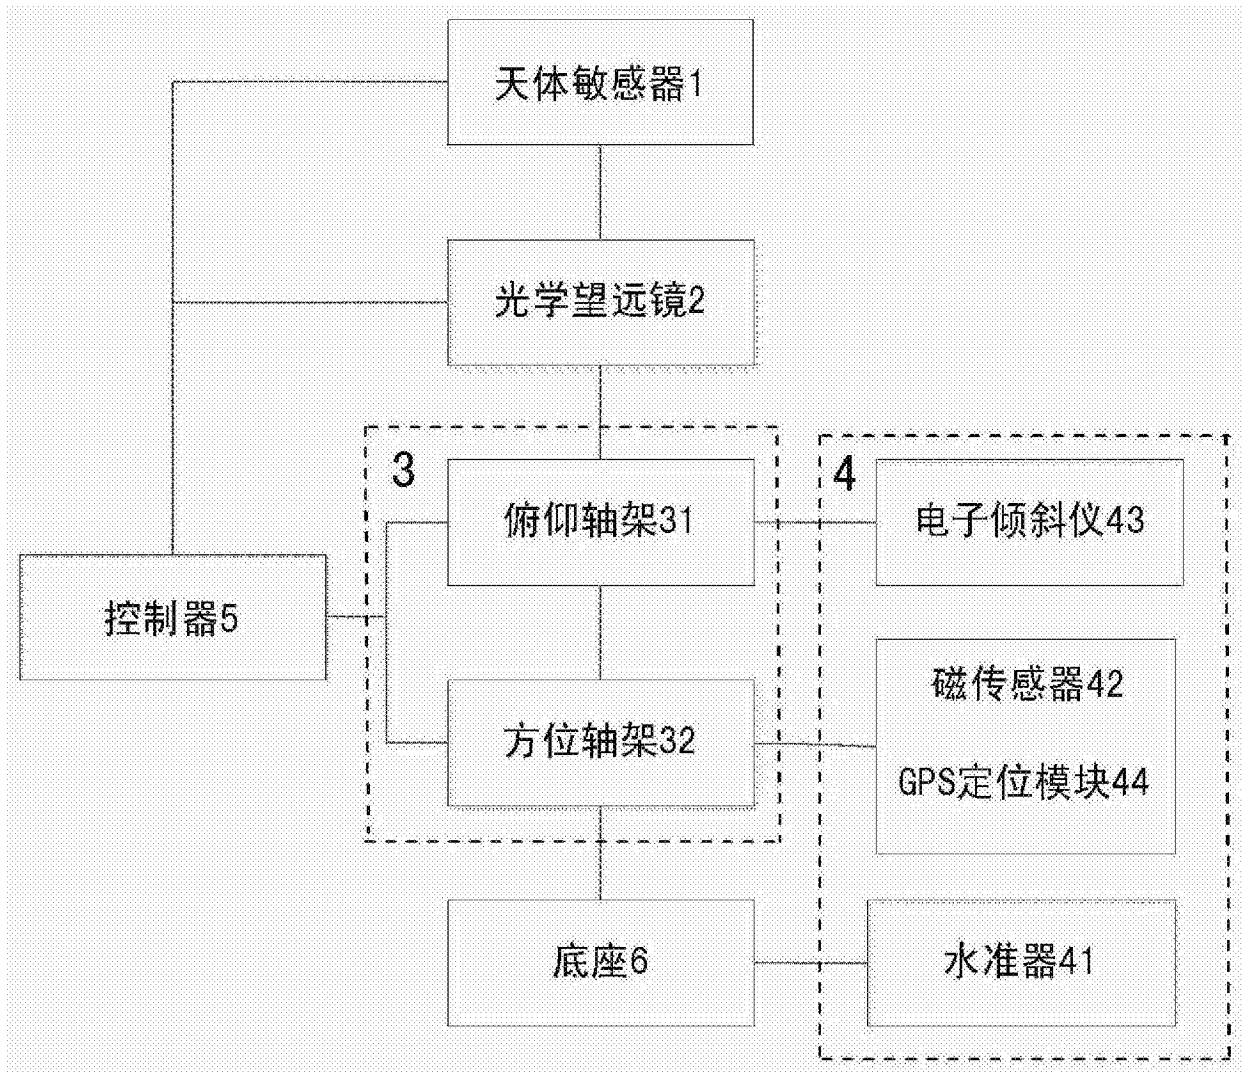 天体敏感器1
光学望远镜2
3
俯仰轴架31
4
电子倾斜仪43
控制器5
方位轴架32
磁传感器42
GPS定位模块44
底座6
水准器41